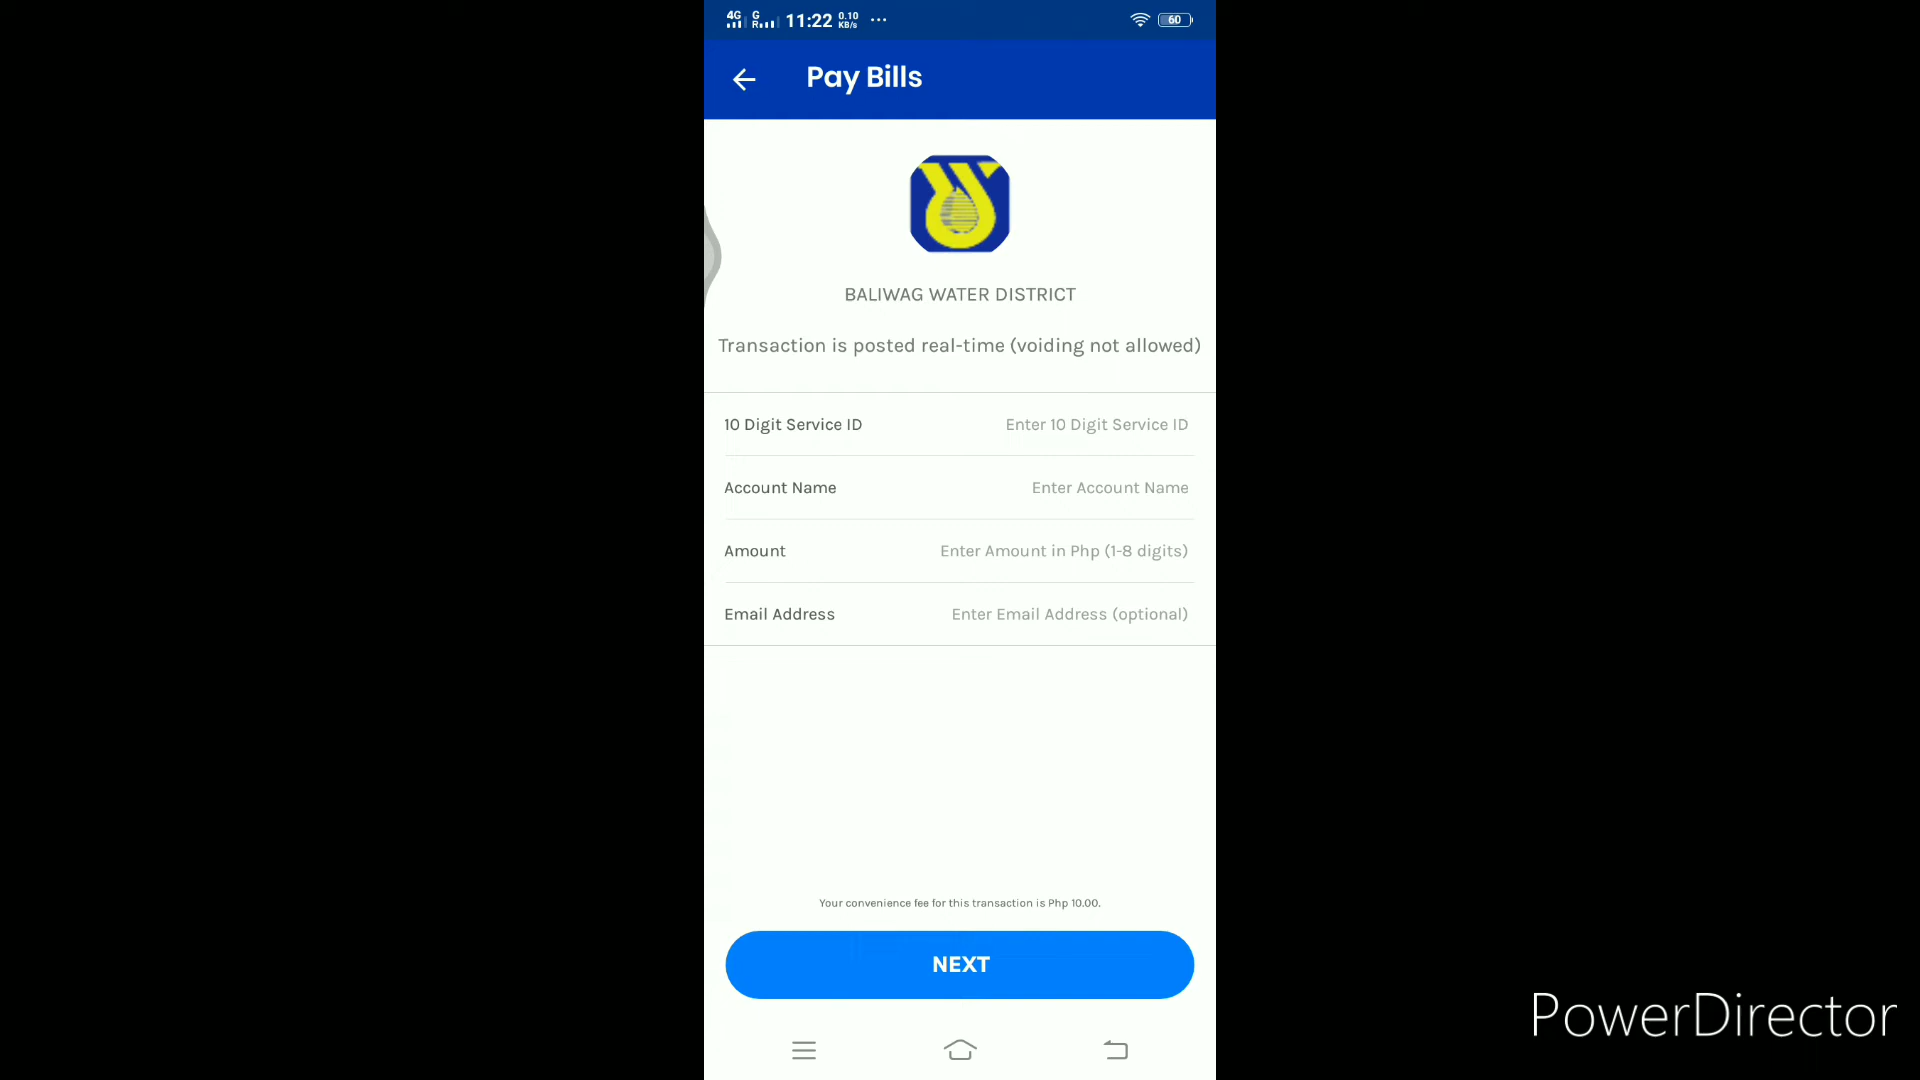 4G G R 11:22 0.10 KB/s ... 60
Pay Bills
BALIWAG WATER DISTRICT
Transaction is posted real-time (voiding not allowed)
10 Digit Service ID Enter 10 Digit Service ID
Account Name Enter Account Name
Amount Enter Amount in Php (1-8 digits)
Email Address Enter Email Address (optional)
Your convenience fee for this transaction is Php 10.00.
NEXT
PowerDirector